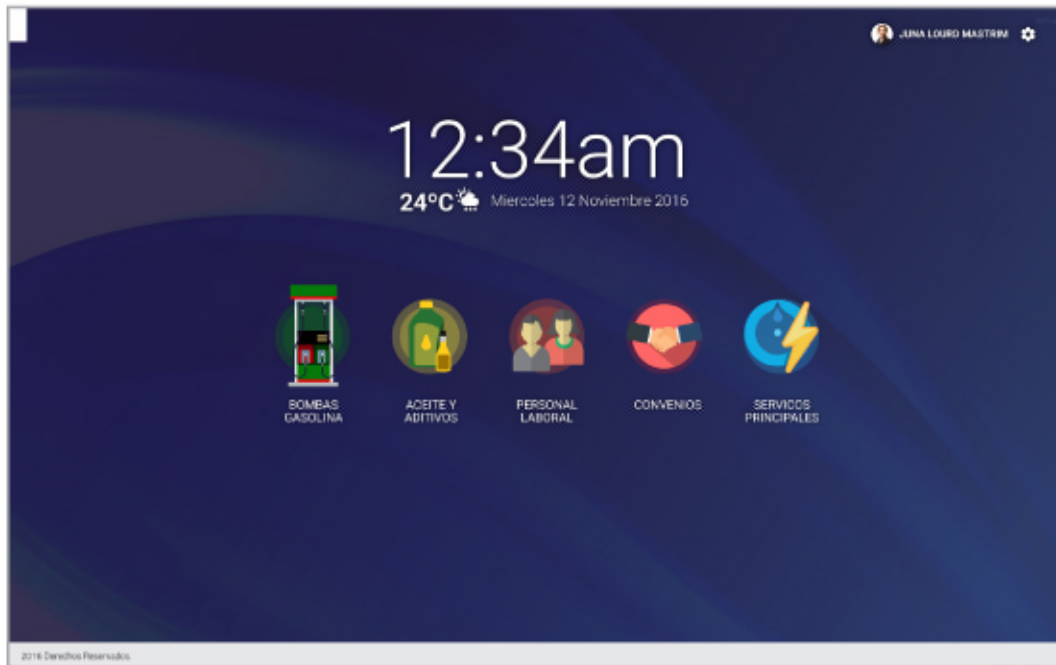 JUNA LOURO MASTRIM
12:34am
24ºC Miercoles 12 Noviembre 2016
BOMBAS
GASOLINA
ACEITE Y
ADITIVOS
PERSONAL
LABORAL
CONVENIOS
SERVICOS
PRINCIPALES
2016 Derechos Reservados.